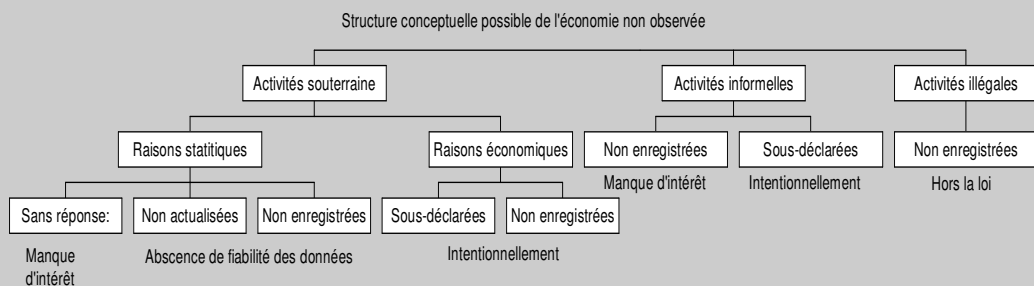 Structure conceptuelle possible de l'économie non observée
Activités souterraine
Activités informelles
Activités illégales
Raisons statitiques
Raisons économiques
Non enregistrées
Sous-déclarées
Non enregistrées
Manque d'intérêt
Intentionnellement
Hors la loi
Sans réponse:
Non actualisées
Non enregistrées
Sous-déclarées
Non enregistrées
Manque
d'intérêt
Abscence de fiabilité des données
Intentionnellement